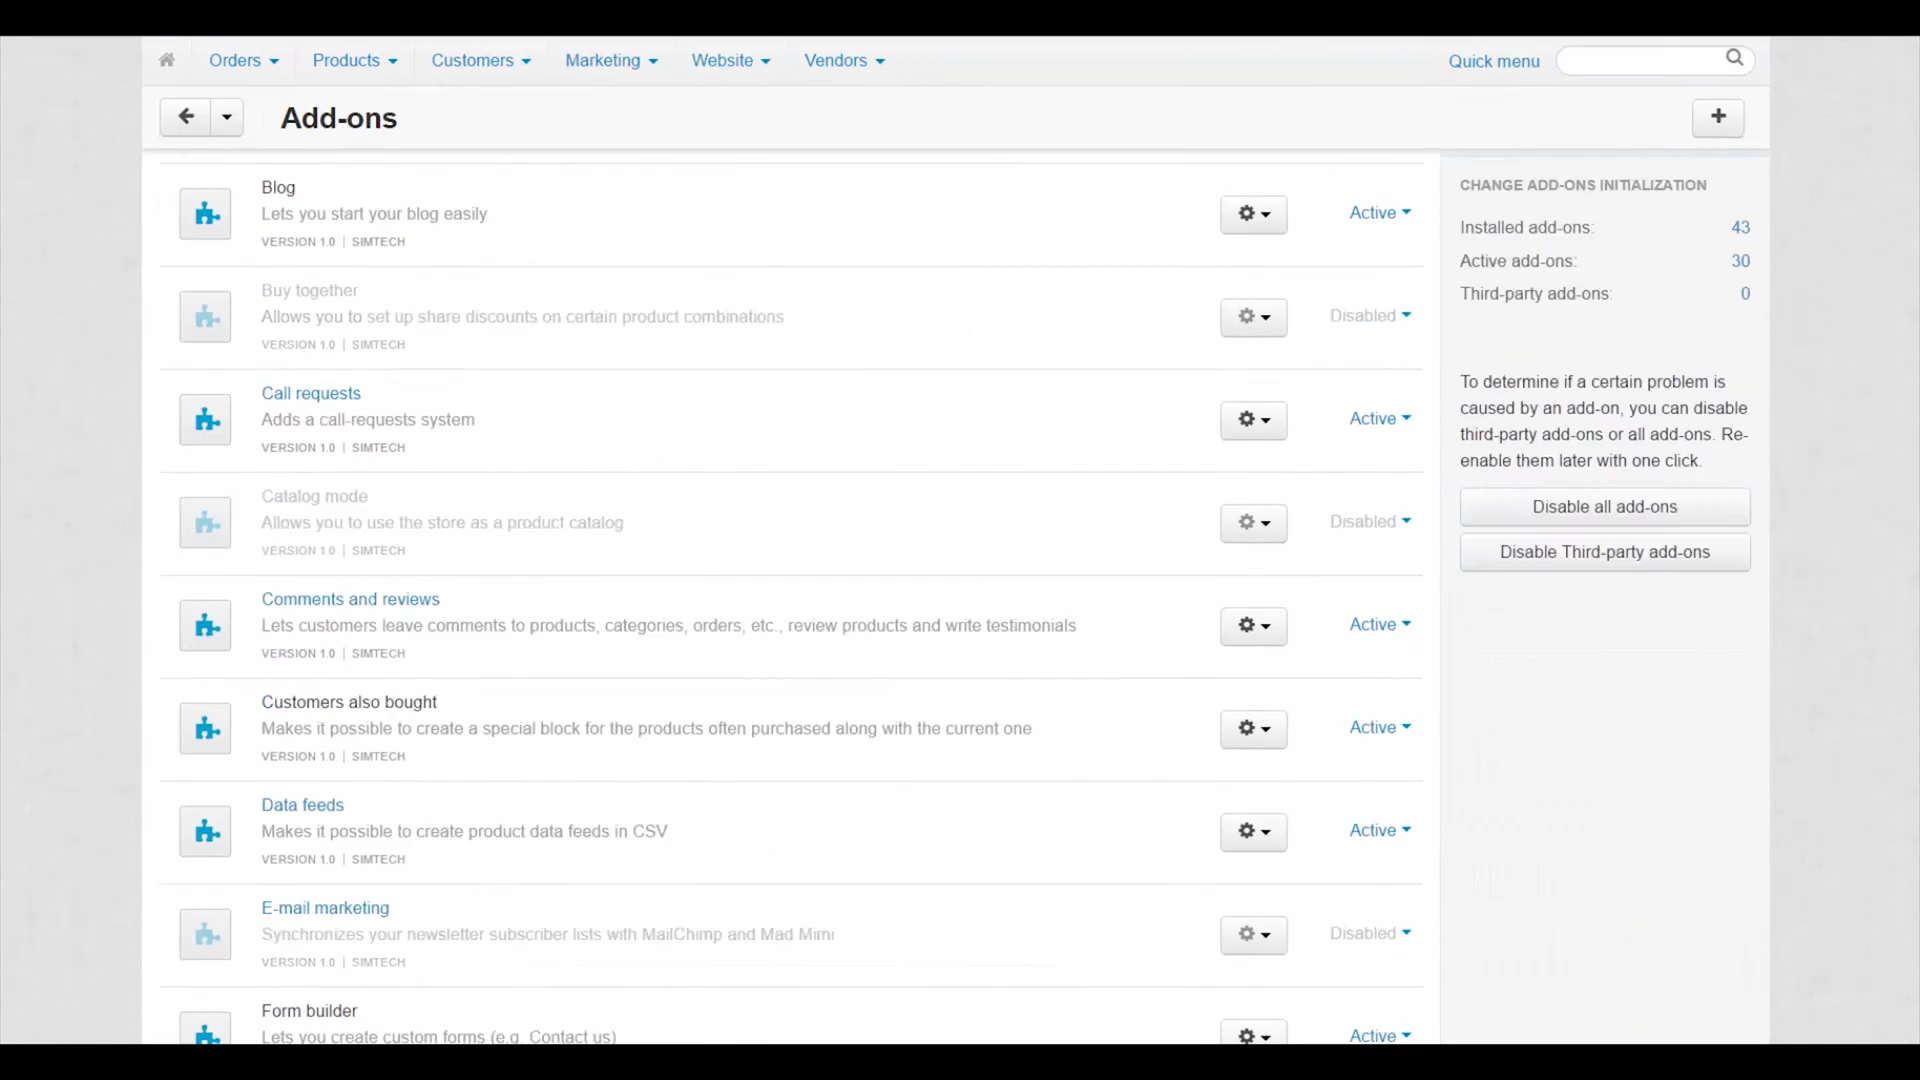 Orders Products Customers Marketing Website Vendors Quick menu
Add-ons
Blog
Lets you start your blog easily
VERSION 1.0 | SIMTECH
Active
Buy together
Allows you to set up share discounts on certain product combinations
VERSION 1.0 | SIMTECH
Disabled
Call requests
Adds a call-requests system
VERSION 1.0 | SIMTECH
Active
Catalog mode
Allows you to use the store as a product catalog
VERSION 1.0 | SIMTECH
Disabled
Comments and reviews
Lets customers leave comments to products, categories, orders, etc., review products and write testimonials
VERSION 1.0 | SIMTECH
Active
Customers also bought
Makes it possible to create a special block for the products often purchased along with the current one
VERSION 1.0 | SIMTECH
Active
Data feeds
Makes it possible to create product data feeds in CSV
VERSION 1.0 | SIMTECH
Active
E-mail marketing
Synchronizes your newsletter subscriber lists with MailChimp and Mad Mimi
VERSION 1.0 | SIMTECH
Disabled
Form builder
Lets you create custom forms (e.g. Contact us)
Active
CHANGE ADD-ONS INITIALIZATION
Installed add-ons: 43
Active add-ons: 30
Third-party add-ons: 0
To determine if a certain problem is
caused by an add-on, you can disable
third-party add-ons or all add-ons. Re-
enable them later with one click.
Disable all add-ons
Disable Third-party add-ons